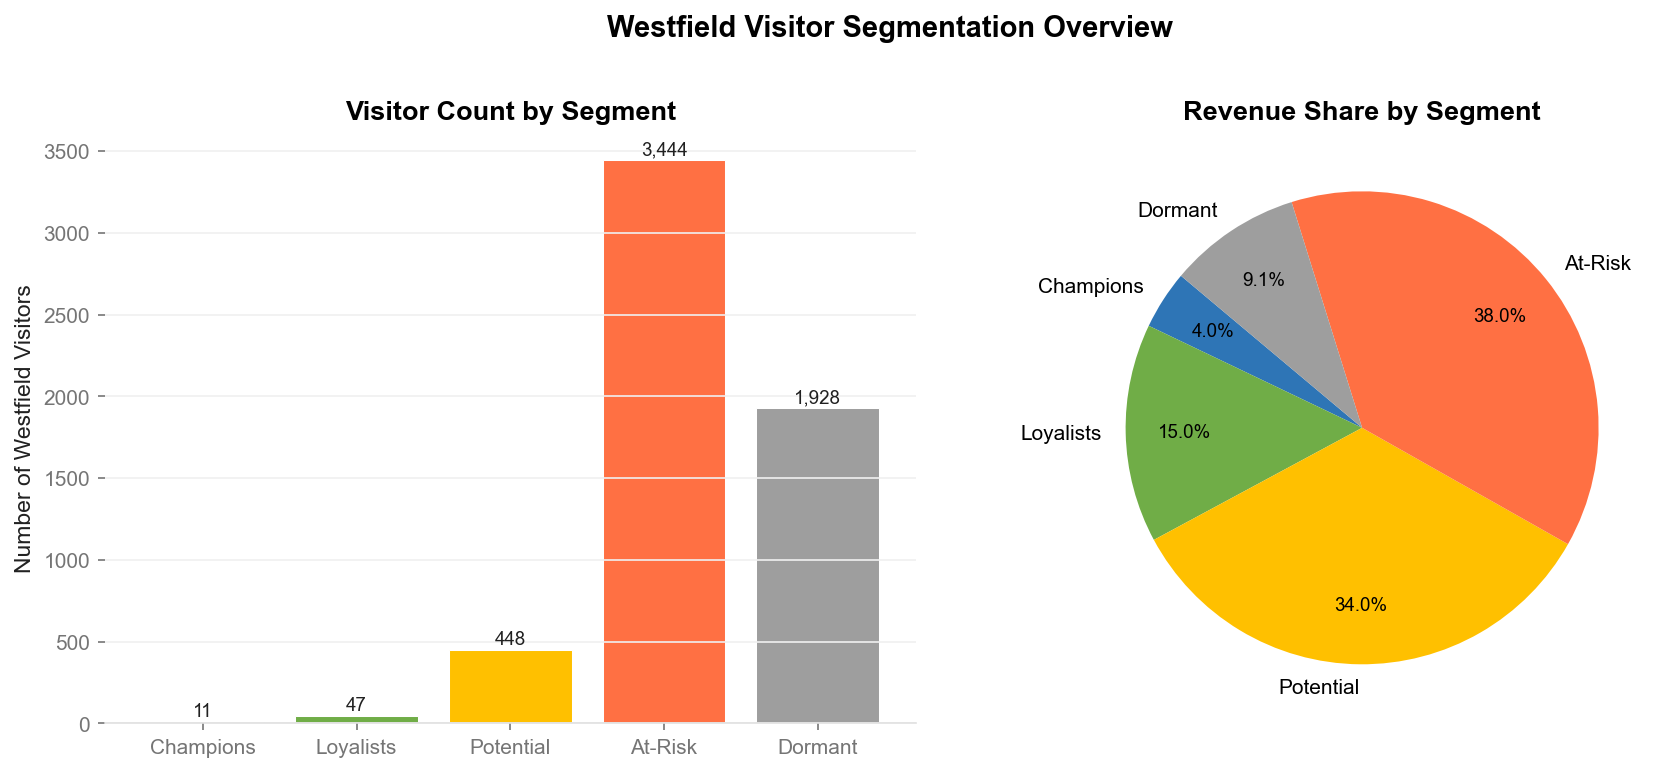 Westfield Visitor Segmentation Overview
Visitor Count by Segment
Number of Westfield Visitors
3500
3000
2500
2000
1500
1000
500
0
11
47
448
3,444
1,928
Champions
Loyalists
Potential
At-Risk
Dormant
Revenue Share by Segment
Dormant
9.1%
Champions
4.0%
Loyalists
15.0%
Potential
34.0%
At-Risk
38.0%